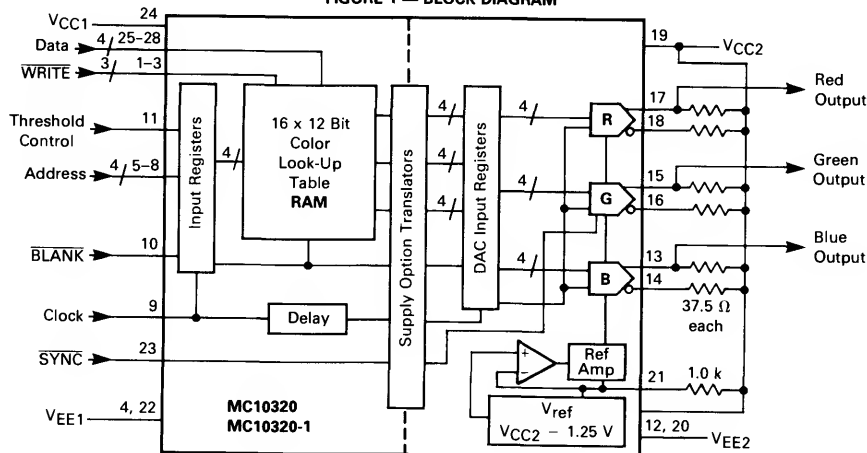 FIGURE 1 — BLOCK DIAGRAM
VCC1
24
Data
4
25–28
WRITE
3
1–3
Threshold
Control
11
Address
4
5–8
BLANK
10
Clock
9
SYNC
23
VEE1
4, 22
Input Registers
4
16 x 12 Bit
Color
Look-Up
Table
RAM
Delay
MC10320
MC10320-1
Supply Option Translators
4
4
4
DAC Input Registers
4
4
4
R
G
B
+
−
Ref
Amp
Vref
VCC2 − 1.25 V
19
VCC2
17
18
Red
Output
15
16
Green
Output
13
14
Blue
Output
37.5 Ω
each
21
1.0 k
12, 20
VEE2